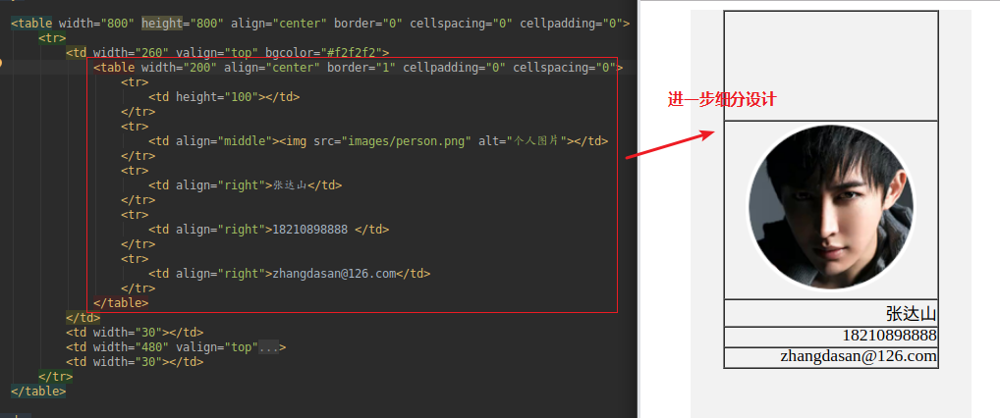 <table width="800" height="800" align="center" border="0" cellspacing="0" cellpadding="0">
<tr>
<td width="260" valign="top" bgcolor="#f2f2f2">
<table width="200" align="center" border="1" cellpadding="0" cellspacing="0">
<tr>
<td height="100"></td>
</tr>
<tr>
<td align="middle"><img src="images/person.png" alt="个人图片"></td>
</tr>
<tr>
<td align="right">张达山</td>
</tr>
<tr>
<td align="right">18210898888 </td>
</tr>
<tr>
<td align="right">zhangdasan@126.com</td>
</tr>
</table>
</td>
<td width="30"></td>
<td width="480" valign="top"...>
<td width="30"></td>
</tr>
</table>
进一步细分设计
张达山
18210898888
zhangdasan@126.com